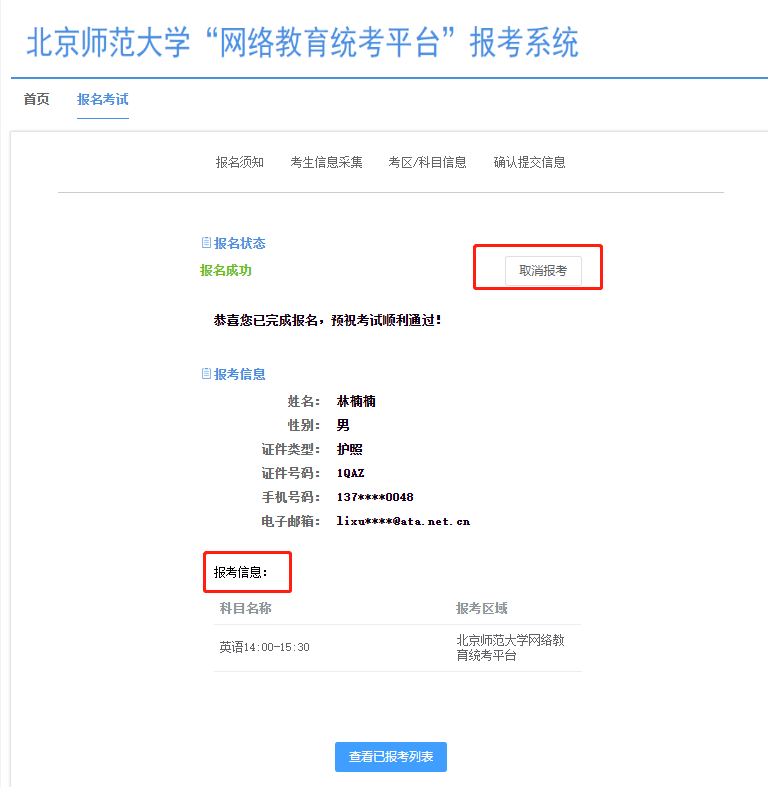 北京师范大学“网络教育统考平台”报考系统
首页 报名考试
报名须知 考生信息采集 考区/科目信息 确认提交信息
报名状态
报名成功 取消报考
恭喜您已完成报名，预祝考试顺利通过！
报考信息
姓名： 林楠楠
性别： 男
证件类型： 护照
证件号码： 1QAZ
手机号码： 137****0048
电子邮箱： lixu****@ata.net.cn
报考信息：
科目名称 报考区域
英语14:00-15:30 北京师范大学网络教
育统考平台
查看已报考列表